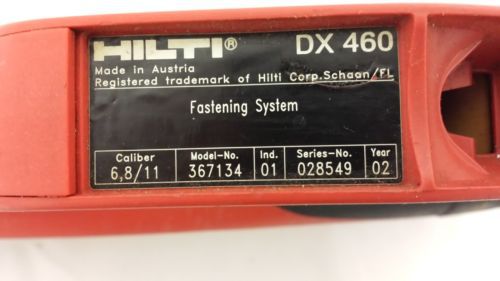 HILTI® DX 460
Made in Austria
Registered trademark of Hilti Corp.Schaan/FL
Fastening System
Caliber Model-No. Ind. Series-No. Year
6,8/11 367134 01 028549 02